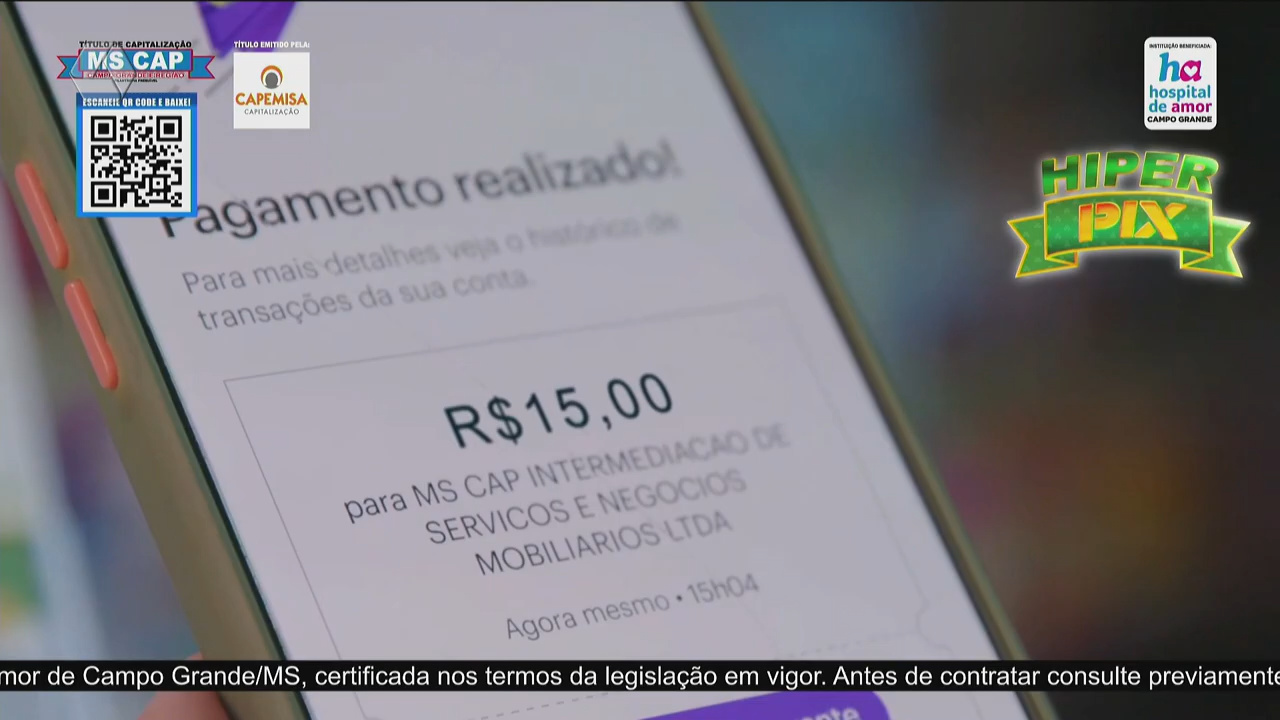 TÍTULO DE CAPITALIZAÇÃO
MS CAP
ESCANEIE QR CODE E BAIXE!
TÍTULO EMITIDO PELA:
CAPEMISA
CAPITALIZAÇÃO
INSTITUIÇÃO BENEFICIADA:
ha
hospital
de amor
CAMPO GRANDE
HIPER
PIX
Pagamento realizado!
Para mais detalhes veja o histórico de
transações da sua conta.
R$15,00
para MS CAP INTERMEDIACAO DE
SERVICOS E NEGOCIOS
MOBILIARIOS LTDA
Agora mesmo • 15h04
mor de Campo Grande/MS, certificada nos termos da legislação em vigor. Antes de contratar consulte previamente